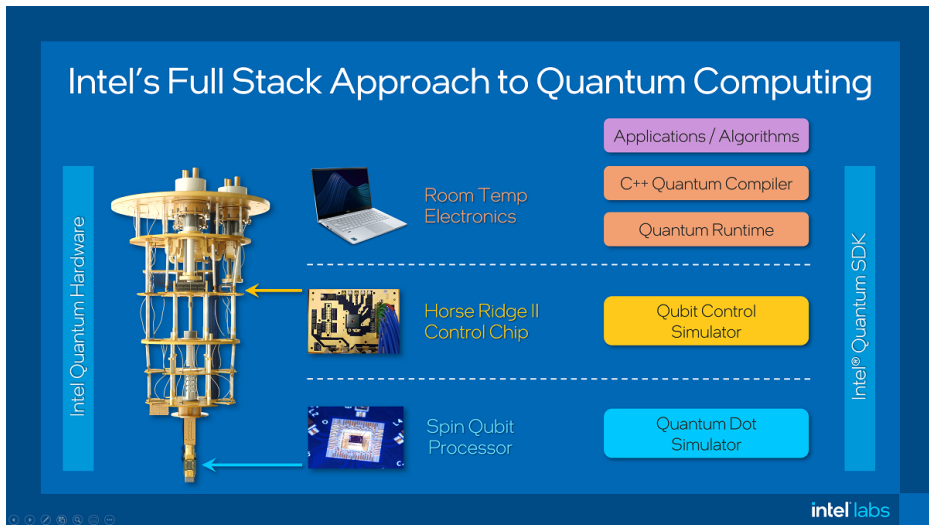 Intel's Full Stack Approach to Quantum Computing
Intel Quantum Hardware
Room Temp
Electronics
Applications / Algorithms
C++ Quantum Compiler
Quantum Runtime
Horse Ridge II
Control Chip
Qubit Control
Simulator
Spin Qubit
Processor
Quantum Dot
Simulator
Intel® Quantum SDK
intel labs